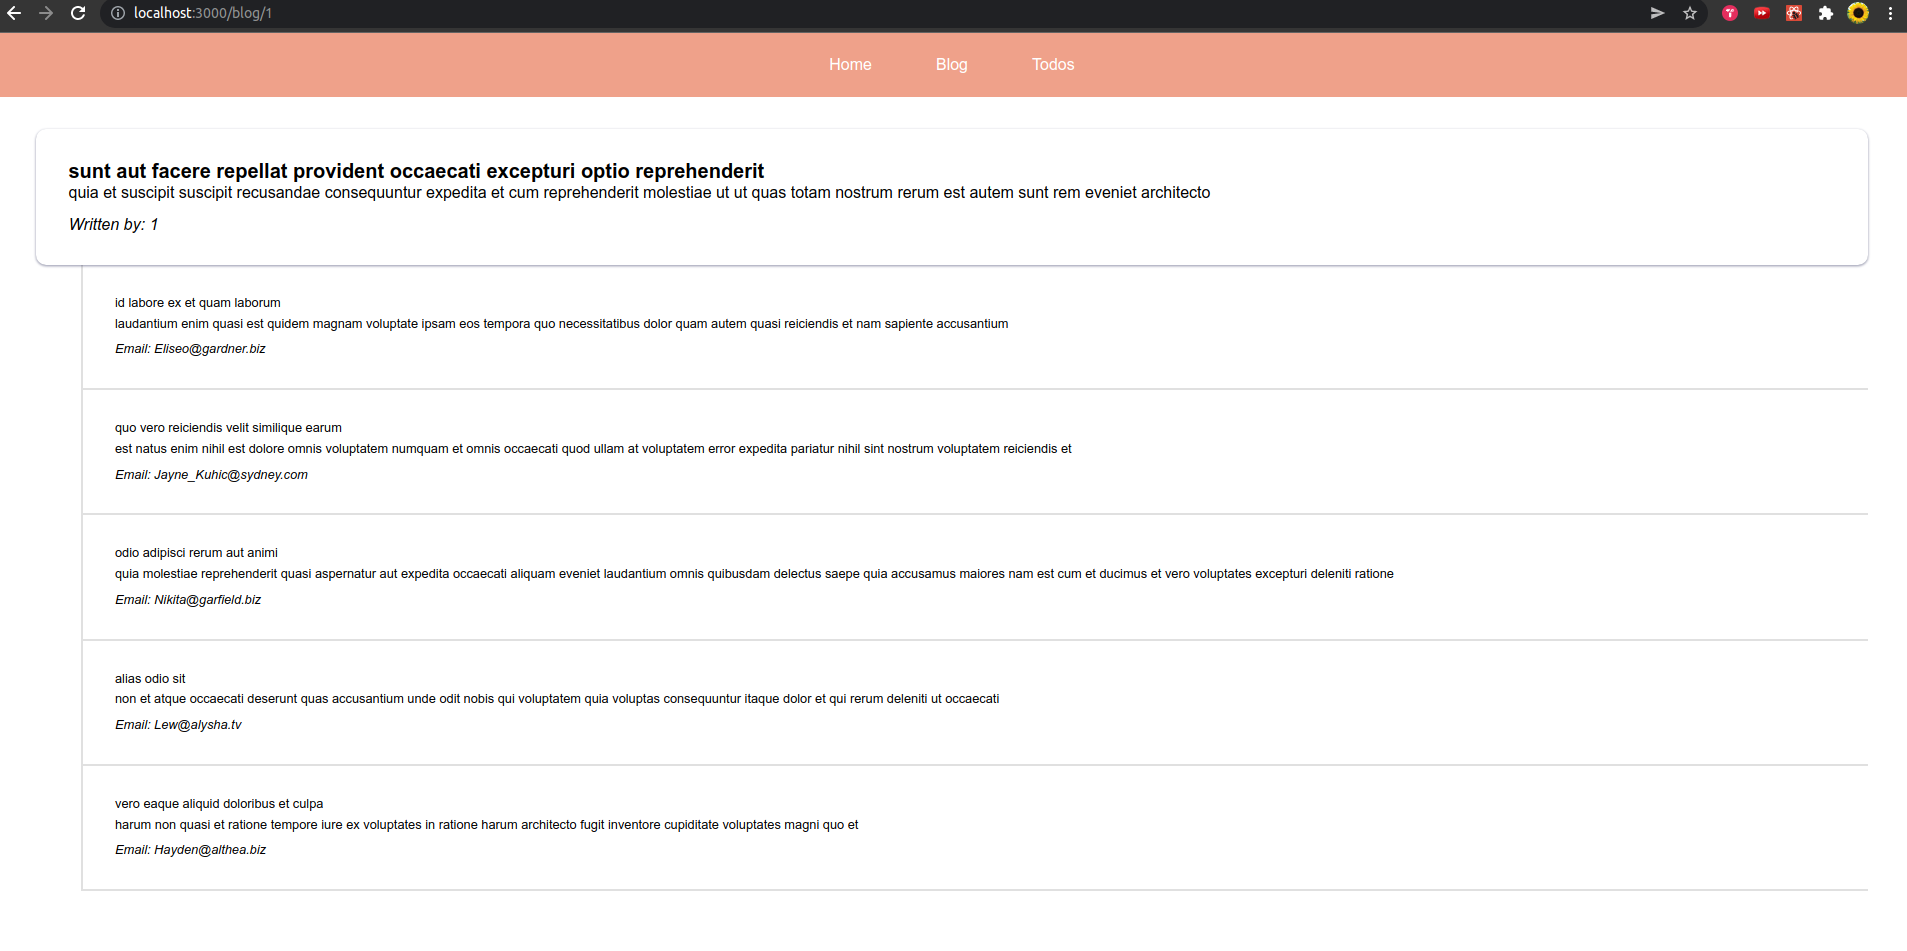 localhost:3000/blog/1
Home Blog Todos
sunt aut facere repellat provident occaecati excepturi optio reprehenderit
quia et suscipit suscipit recusandae consequuntur expedita et cum reprehenderit molestiae ut ut quas totam nostrum rerum est autem sunt rem eveniet architecto
Written by: 1
id labore ex et quam laborum
laudantium enim quasi est quidem magnam voluptate ipsam eos tempora quo necessitatibus dolor quam autem quasi reiciendis et nam sapiente accusantium
Email: Eliseo@gardner.biz
quo vero reiciendis velit similique earum
est natus enim nihil est dolore omnis voluptatem numquam et omnis occaecati quod ullam at voluptatem error expedita pariatur nihil sint nostrum voluptatem reiciendis et
Email: Jayne_Kuhic@sydney.com
odio adipisci rerum aut animi
quia molestiae reprehenderit quasi aspernatur aut expedita occaecati aliquam eveniet laudantium omnis quibusdam delectus saepe quia accusamus maiores nam est cum et ducimus et vero voluptates excepturi deleniti ratione
Email: Nikita@garfield.biz
alias odio sit
non et atque occaecati deserunt quas accusantium unde odit nobis qui voluptatem quia voluptas consequuntur itaque dolor et qui rerum deleniti ut occaecati
Email: Lew@alysha.tv
vero eaque aliquid doloribus et culpa
harum non quasi et ratione tempore iure ex voluptates in ratione harum architecto fugit inventore cupiditate voluptates magni quo et
Email: Hayden@althea.biz